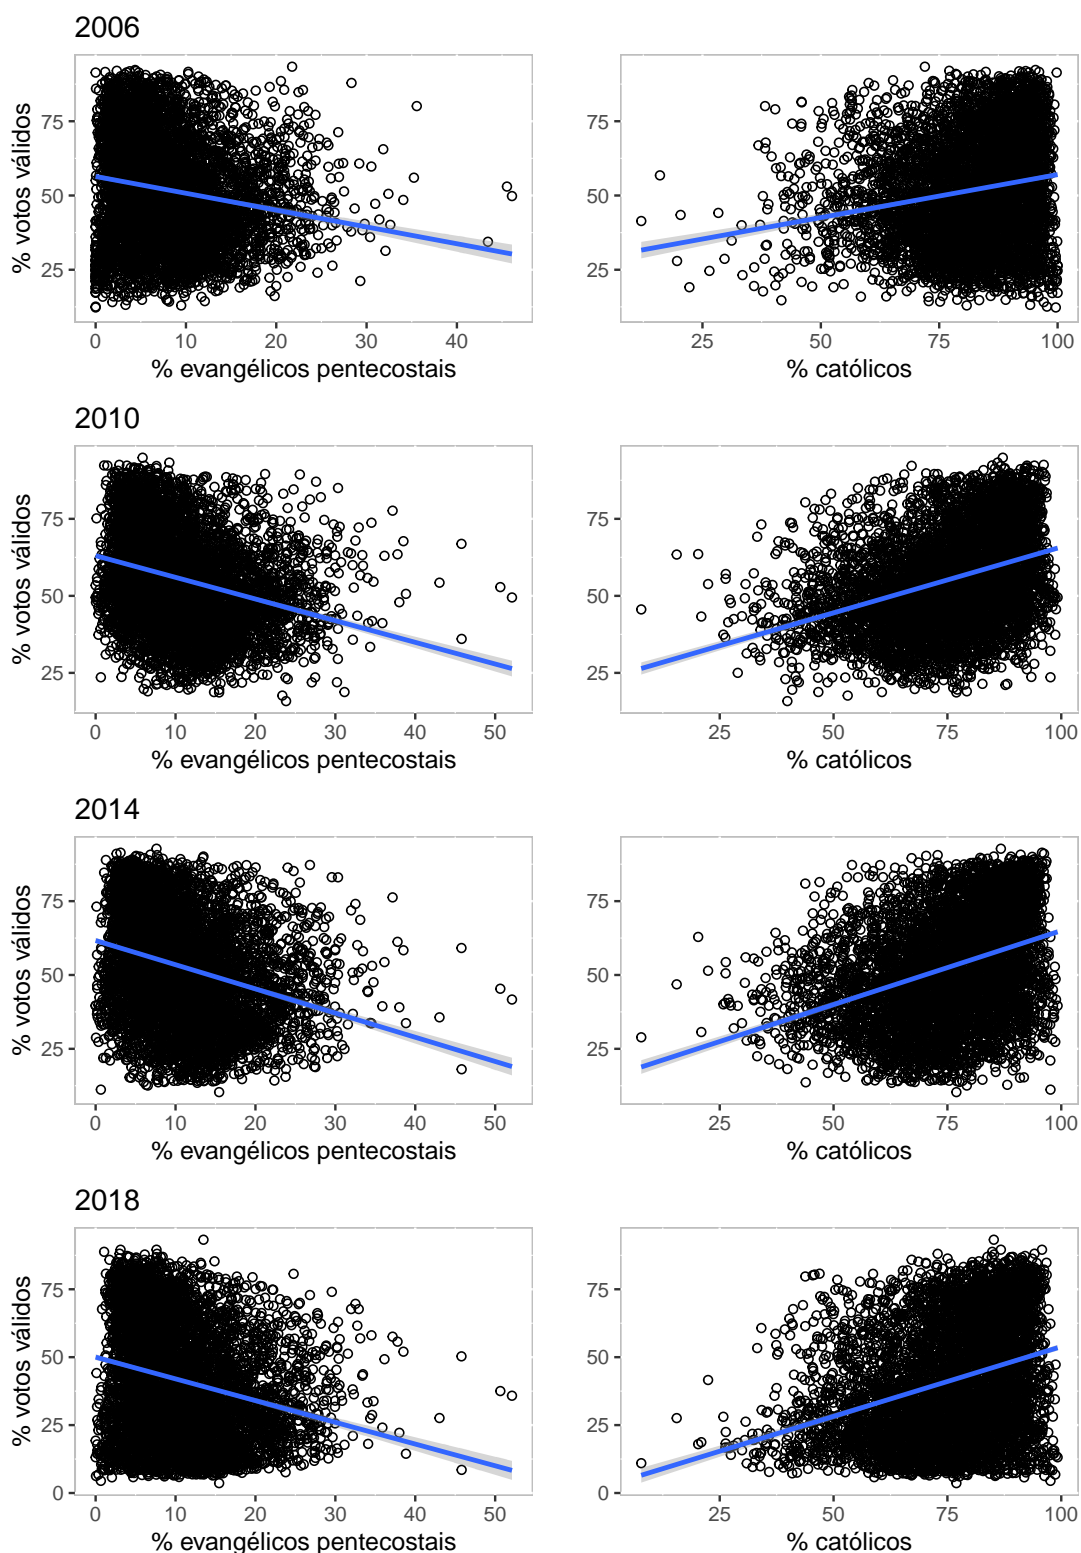 2006
% votos válidos
75
50
25
0 10 20 30 40
% evangélicos pentecostais
75
50
25
25 50 75 100
% católicos
2010
% votos válidos
75
50
25
0 10 20 30 40 50
% evangélicos pentecostais
75
50
25
25 50 75 100
% católicos
2014
% votos válidos
75
50
25
0 10 20 30 40 50
% evangélicos pentecostais
75
50
25
25 50 75 100
% católicos
2018
% votos válidos
75
50
25
0
0 10 20 30 40 50
% evangélicos pentecostais
75
50
25
0
25 50 75 100
% católicos